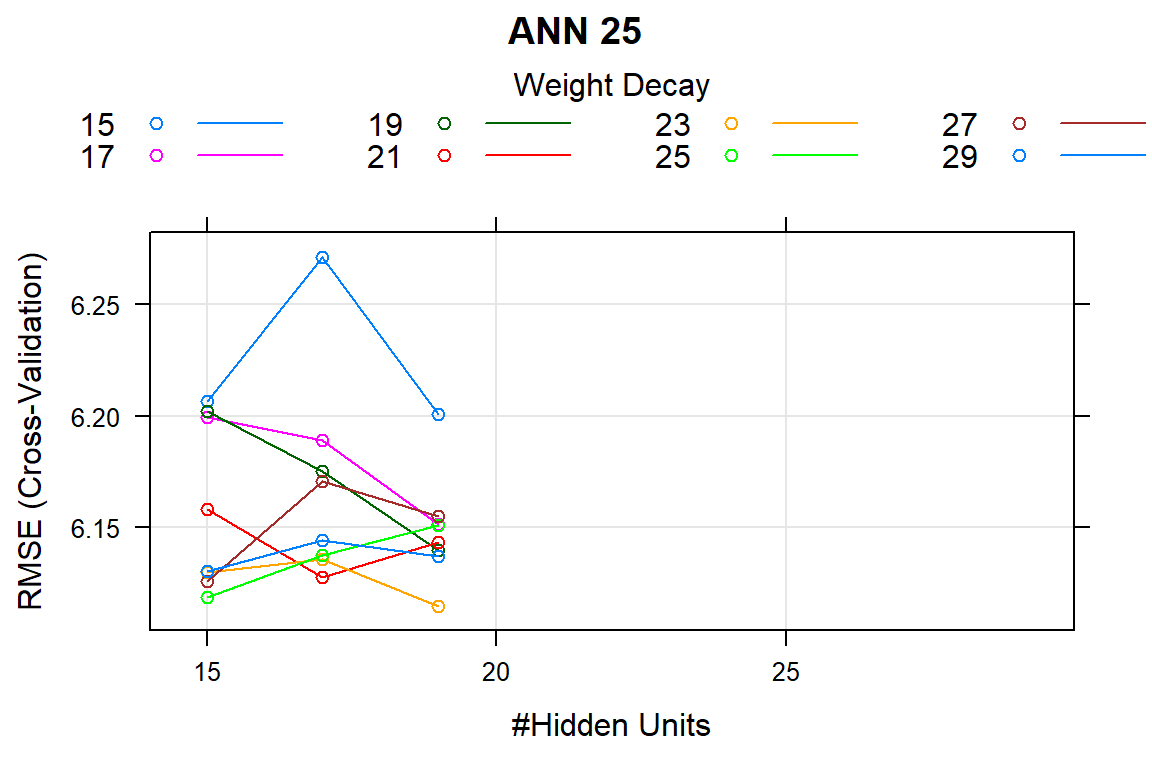 ANN 25
Weight Decay
15 19 23 27
17 21 25 29
RMSE (Cross-Validation)
6.25
6.20
6.15
15 20 25
#Hidden Units